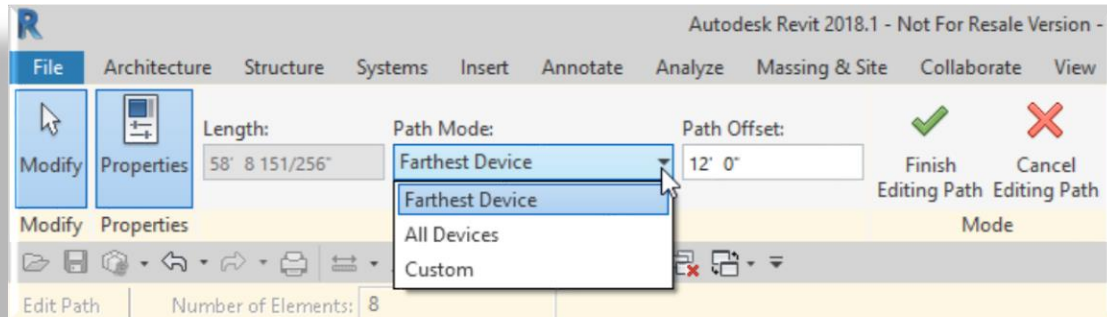 Autodesk Revit 2018.1 - Not For Resale Version -
File Architecture Structure Systems Insert Annotate Analyze Massing & Site Collaborate View
Length: Path Mode: Path Offset:
Modify Properties 58' 8 151/256" Farthest Device 12' 0" Finish Editing Path Cancel Editing Path
Farthest Device
Modify Properties Mode
All Devices
Custom
Edit Path Number of Elements: 8